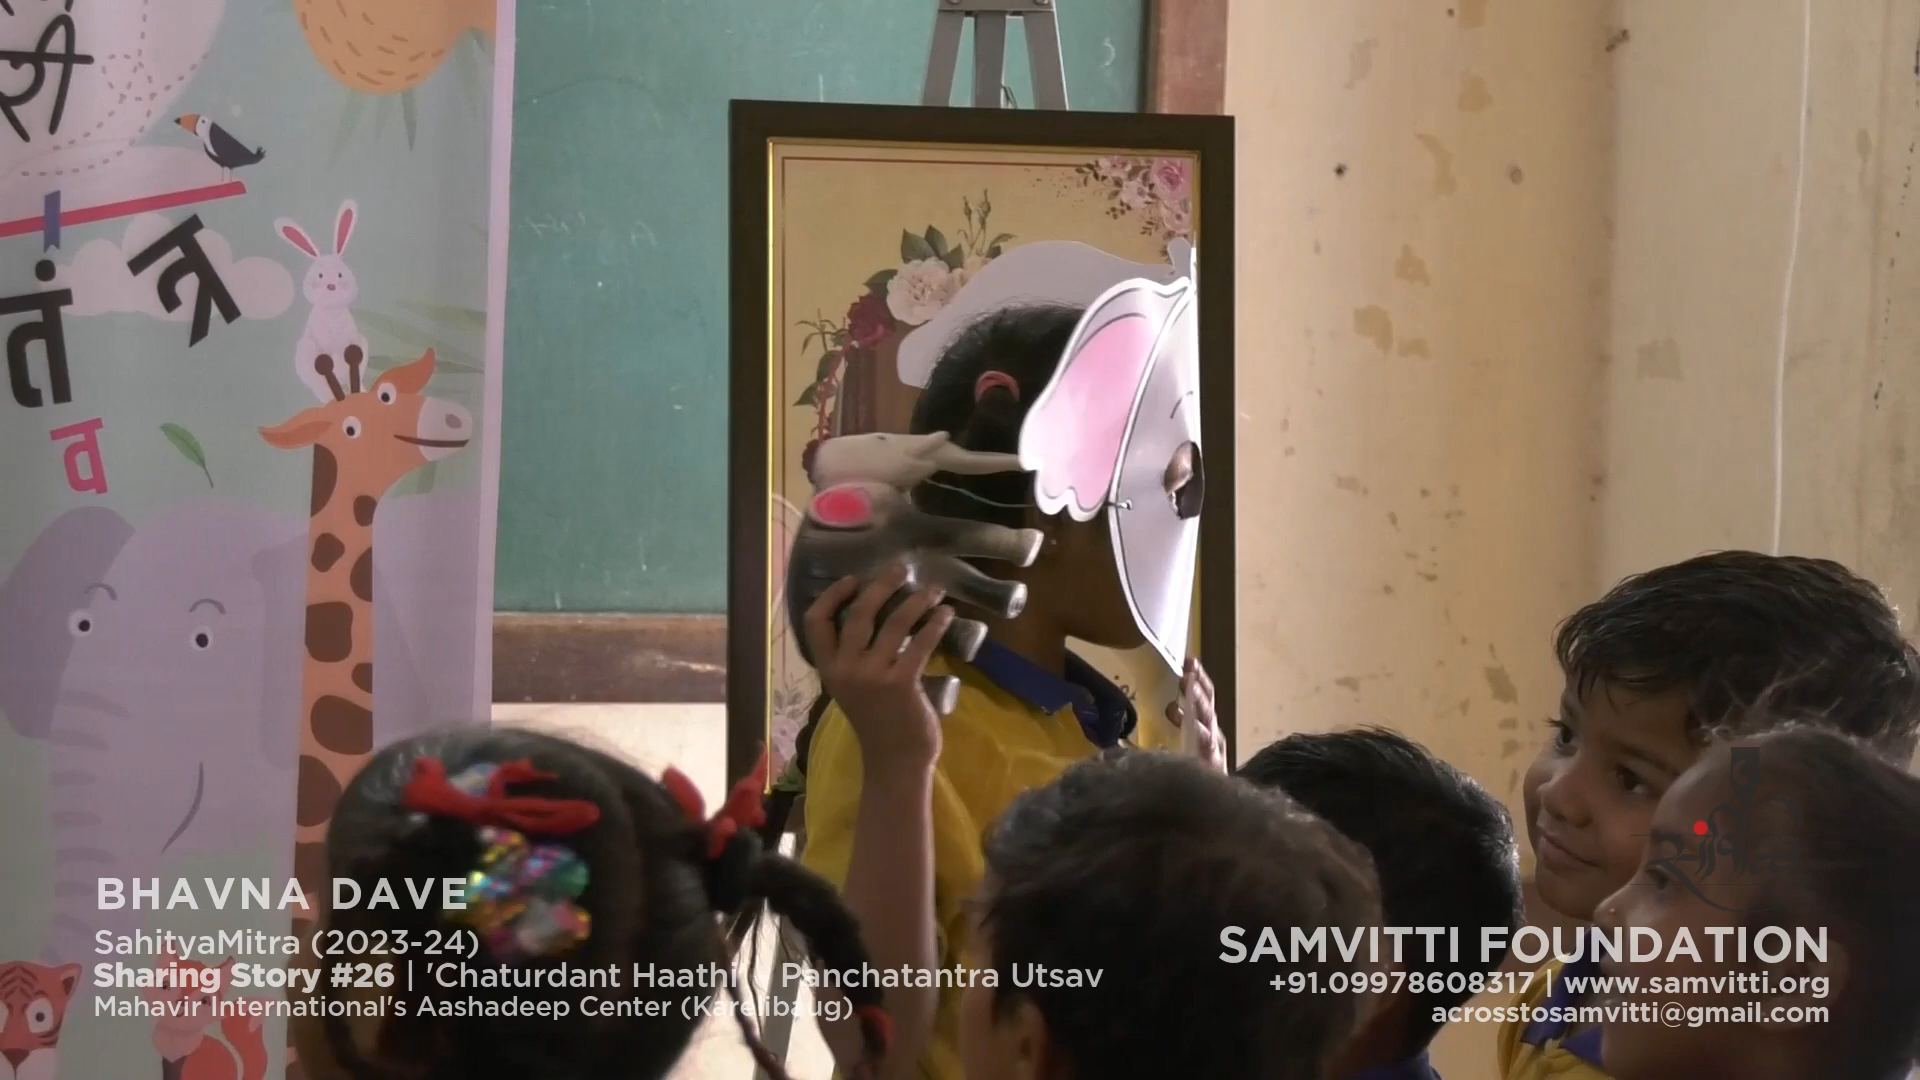 री
तं
त्र
व
BHAVNA DAVE
SahityaMitra (2023-24)
Sharing Story #26 | 'Chaturdant Haathi' - Panchatantra Utsav
Mahavir International's Aashadeep Center (Karelibaug)
SAMVITTI FOUNDATION
+91.09978608317 | www.samvitti.org
acrosstosamvitti@gmail.com